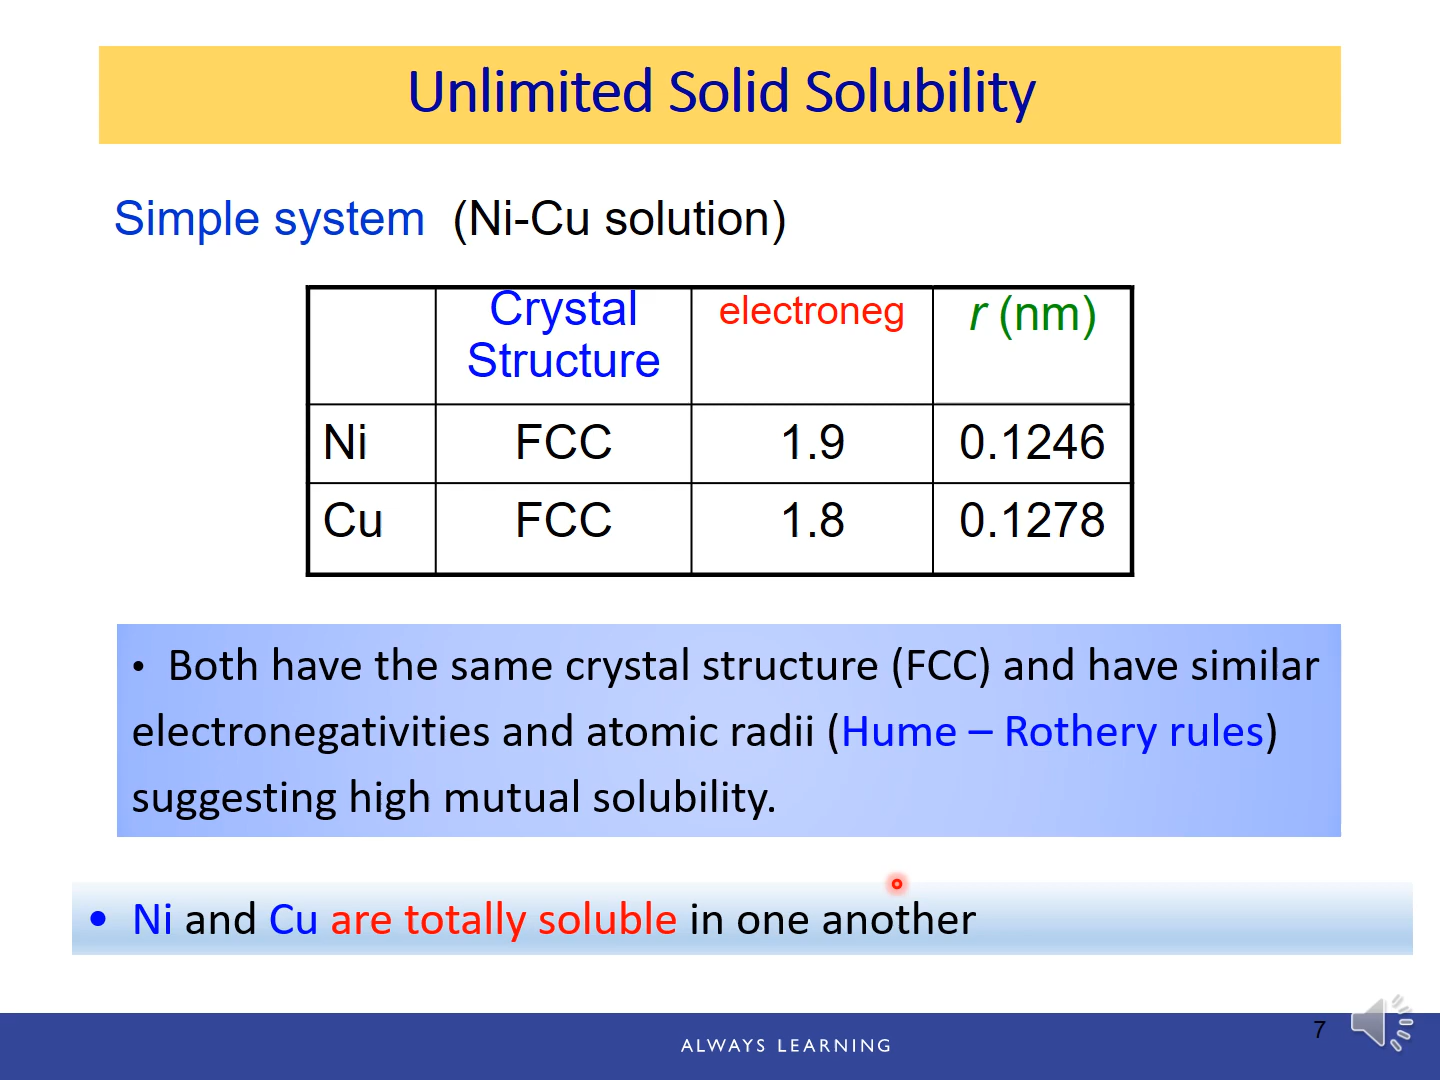 Unlimited Solid Solubility
Simple system (Ni-Cu solution)
Crystal Structure electroneg r (nm)
Ni FCC 1.9 0.1246
Cu FCC 1.8 0.1278
• Both have the same crystal structure (FCC) and have similar
electronegativities and atomic radii (Hume – Rothery rules)
suggesting high mutual solubility.
• Ni and Cu are totally soluble in one another
7
ALWAYS LEARNING